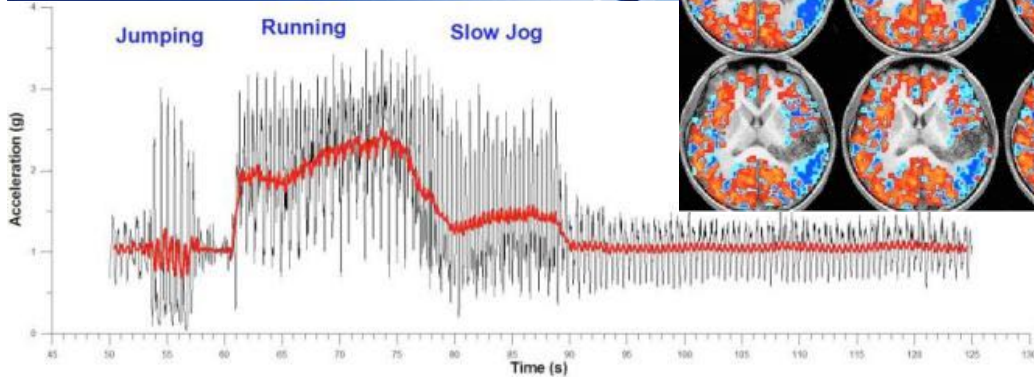 Jumping
Running
Slow Jog
Acceleration (g)
4
3
2
1
0
45 50 55 60 65 70 75 80 85 90 95 100 105 110 115 120 125 130
Time (s)